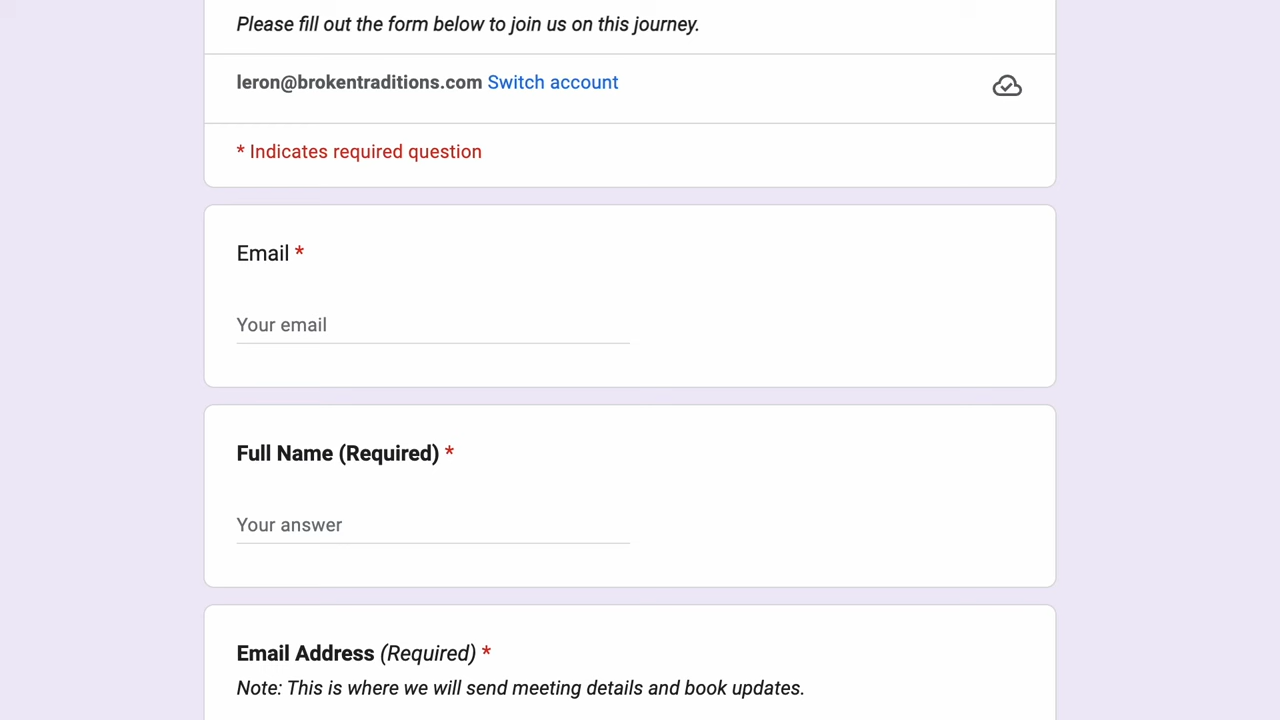 Please fill out the form below to join us on this journey.
leron@brokentraditions.com Switch account
* Indicates required question
Email *
Your email
Full Name (Required) *
Your answer
Email Address (Required) *
Note: This is where we will send meeting details and book updates.